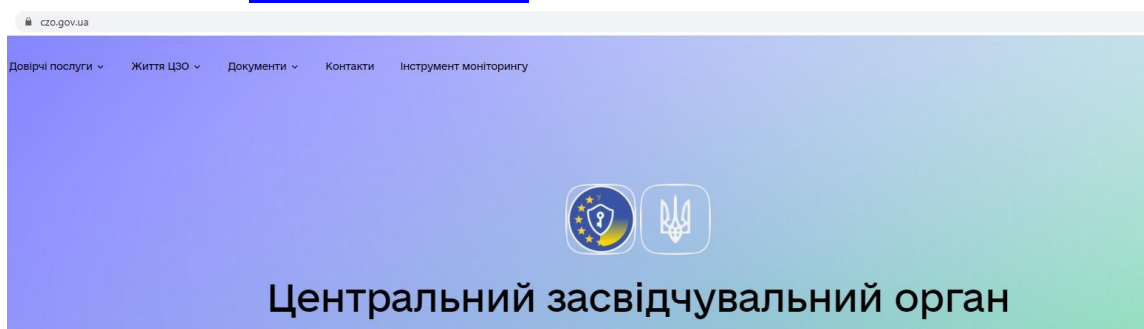 czo.gov.ua
Довірчі послуги Життя ЦЗО Документи Контакти Інструмент моніторингу
Центральний засвідчувальний орган